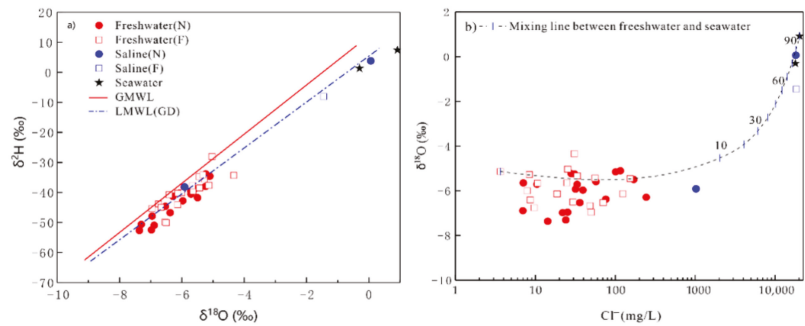 a)
Freshwater(N)
Freshwater(F)
Saline(N)
Saline(F)
Seawater
GMWL
LMWL(GD)
20
10
0
-10
-20
-30
-40
-50
-60
-70
δ²H (‰)
-10
-8
-6
-4
-2
0
δ¹⁸O (‰)
b)
Mixing line between freeshwater and seawater
90
60
30
10
2
0
-2
-4
-6
-8
-10
δ¹⁸O (‰)
1
10
100
1000
10,000
Cl⁻(mg/L)